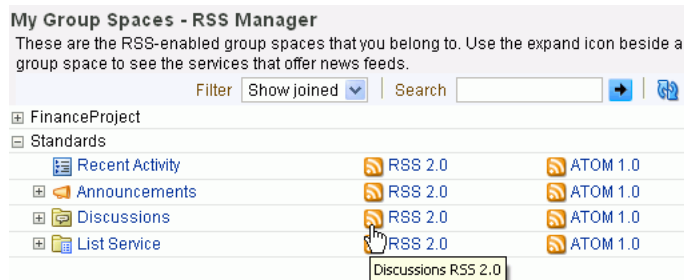 My Group Spaces - RSS Manager
These are the RSS-enabled group spaces that you belong to. Use the expand icon beside a
group space to see the services that offer news feeds.
Filter Show joined Search
FinanceProject
Standards
Recent Activity RSS 2.0 ATOM 1.0
Announcements RSS 2.0 ATOM 1.0
Discussions RSS 2.0 ATOM 1.0
List Service RSS 2.0 ATOM 1.0
Discussions RSS 2.0